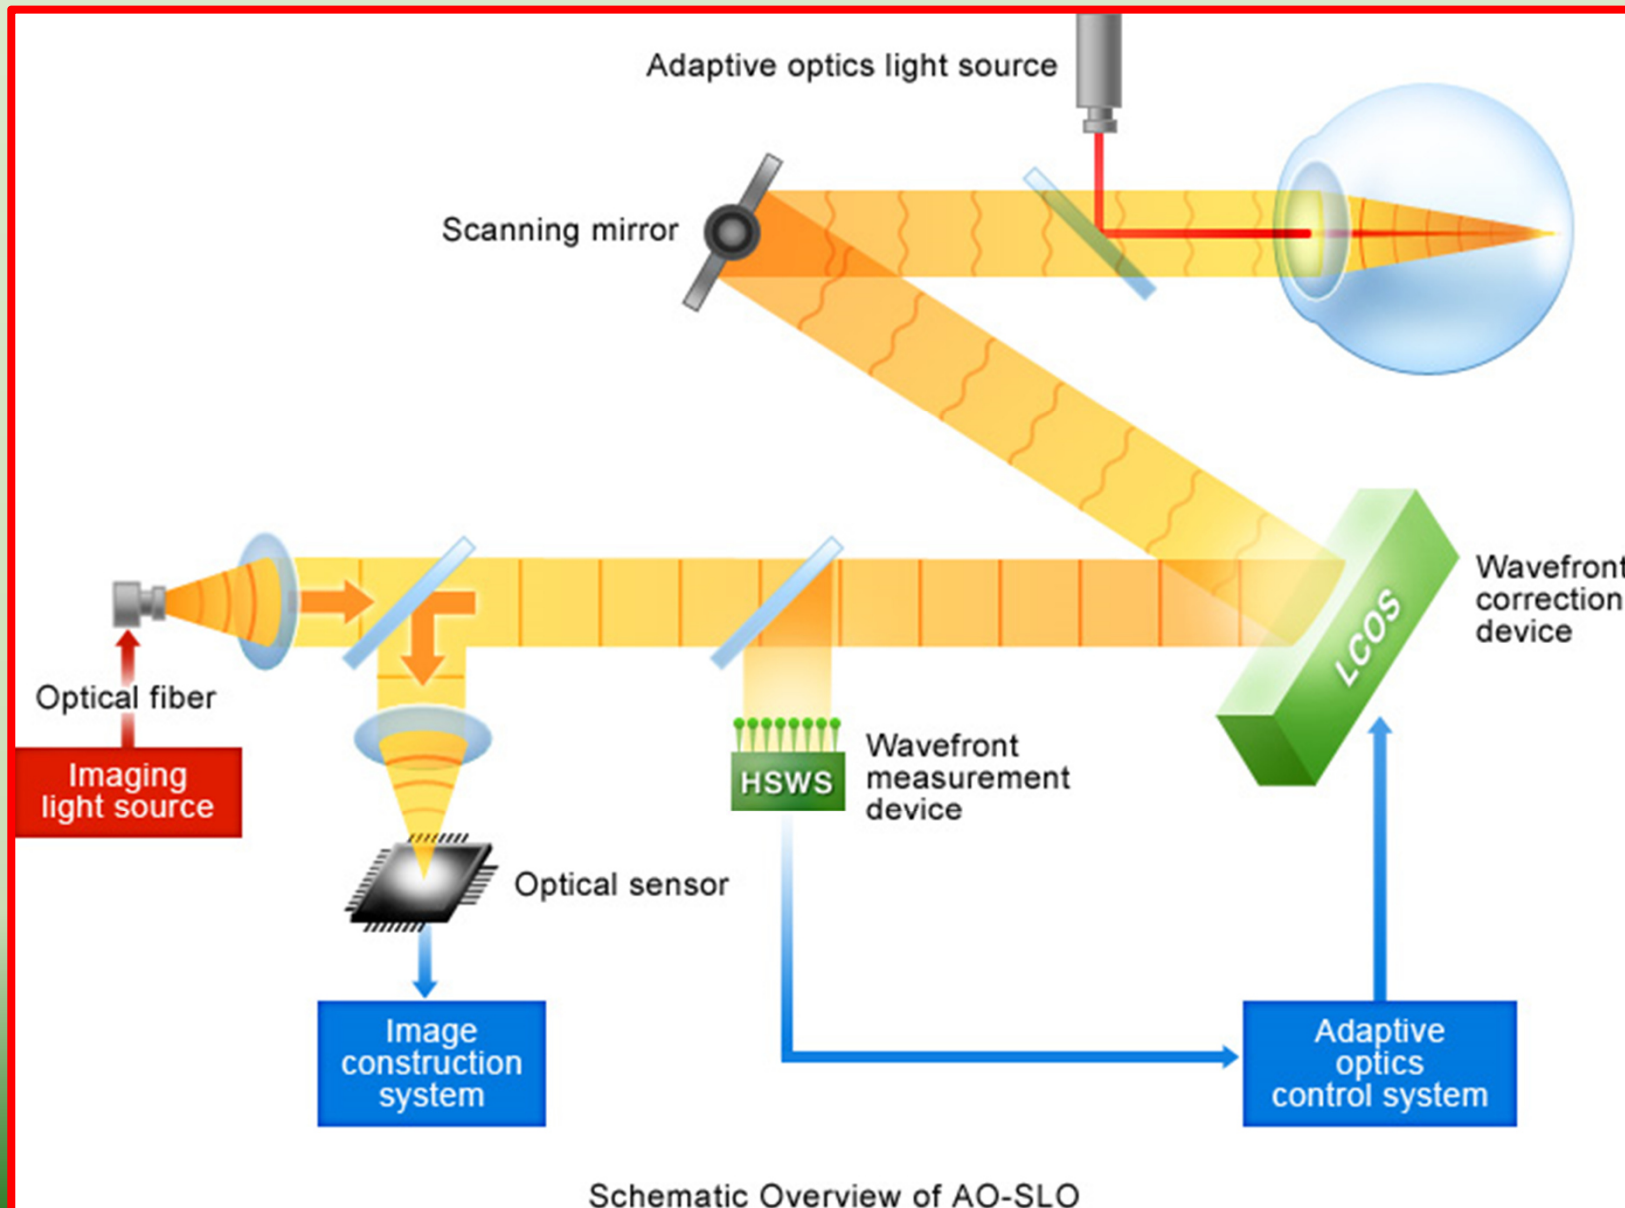 Adaptive optics light source
Scanning mirror
Wavefront
correction
device
LCOS
Optical fiber
Imaging
light source
HSWS
Wavefront
measurement
device
Optical sensor
Image
construction
system
Adaptive
optics
control system
Schematic Overview of AO-SLO